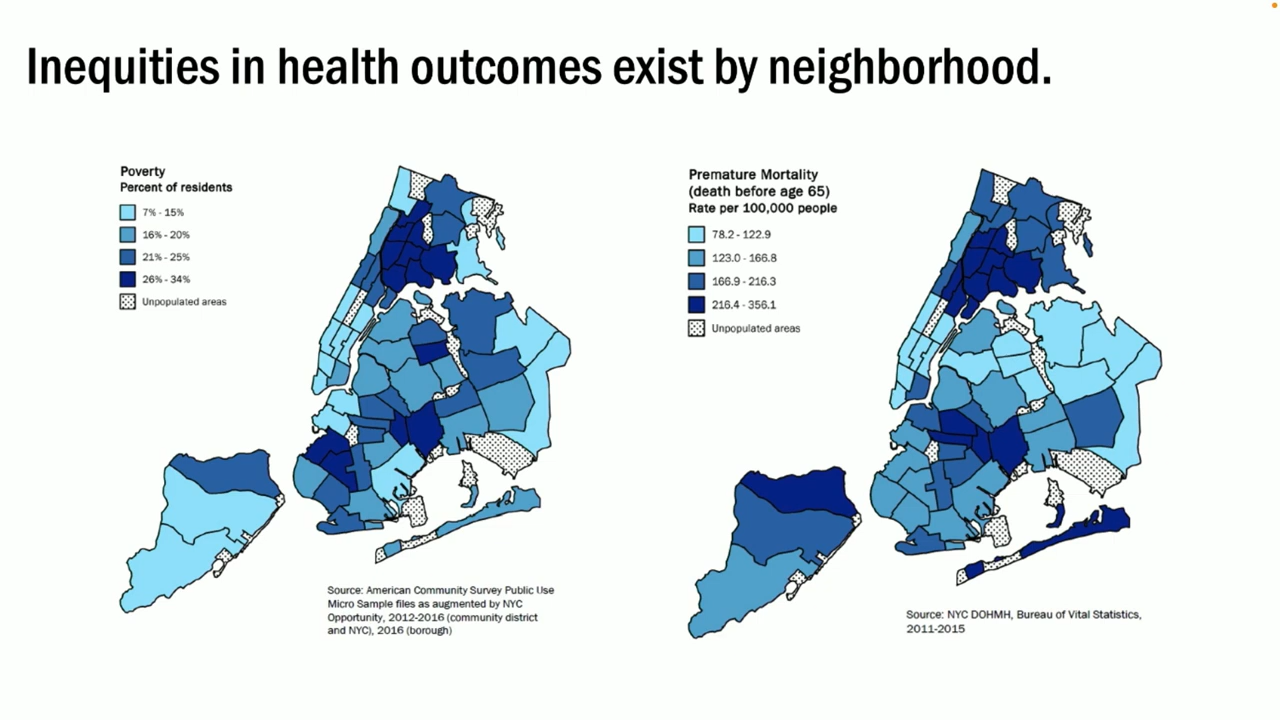 Inequities in health outcomes exist by neighborhood.
Poverty
Percent of residents
7% - 15%
16% - 20%
21% - 25%
26% - 34%
Unpopulated areas
Source: American Community Survey Public Use
Micro Sample files as augmented by NYC
Opportunity, 2012-2016 (community district
and NYC), 2016 (borough)
Premature Mortality
(death before age 65)
Rate per 100,000 people
78.2 - 122.9
123.0 - 166.8
166.9 - 216.3
216.4 - 356.1
Unpopulated areas
Source: NYC DOHMH, Bureau of Vital Statistics,
2011-2015